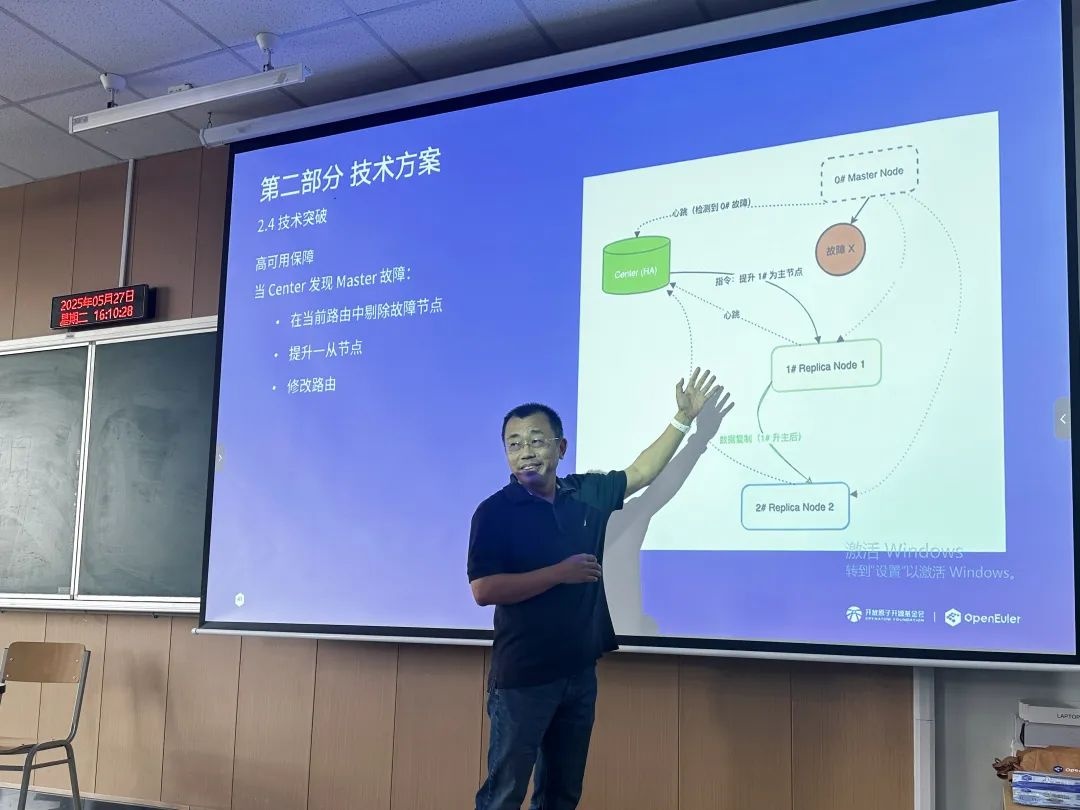 第二部分 技术方案
2.4 技术突破
高可用保障
当 Center 发现 Master 故障：
• 在当前路由中剔除故障节点
• 提升一从节点
• 修改路由
0# Master Node
心跳（检测到 0# 故障）
故障 X
Center (HA)
指令：提升 1# 为主节点
心跳
1# Replica Node 1
数据复制（1# 升主后）
2# Replica Node 2
激活 Windows
转到"设置"以激活 Windows。
开放原子开源基金会
OPENATOM FOUNDATION
OpenEuler
2025年05月27日
星期二 16:10:28
LAPTOP